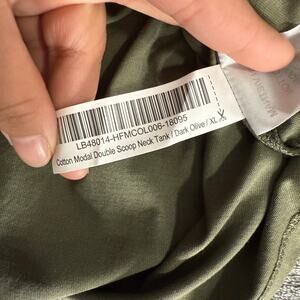 LB48014-HFMCOL006-18095
Cotton Modal Double Scoop Neck Tank / Dark Olive / XL